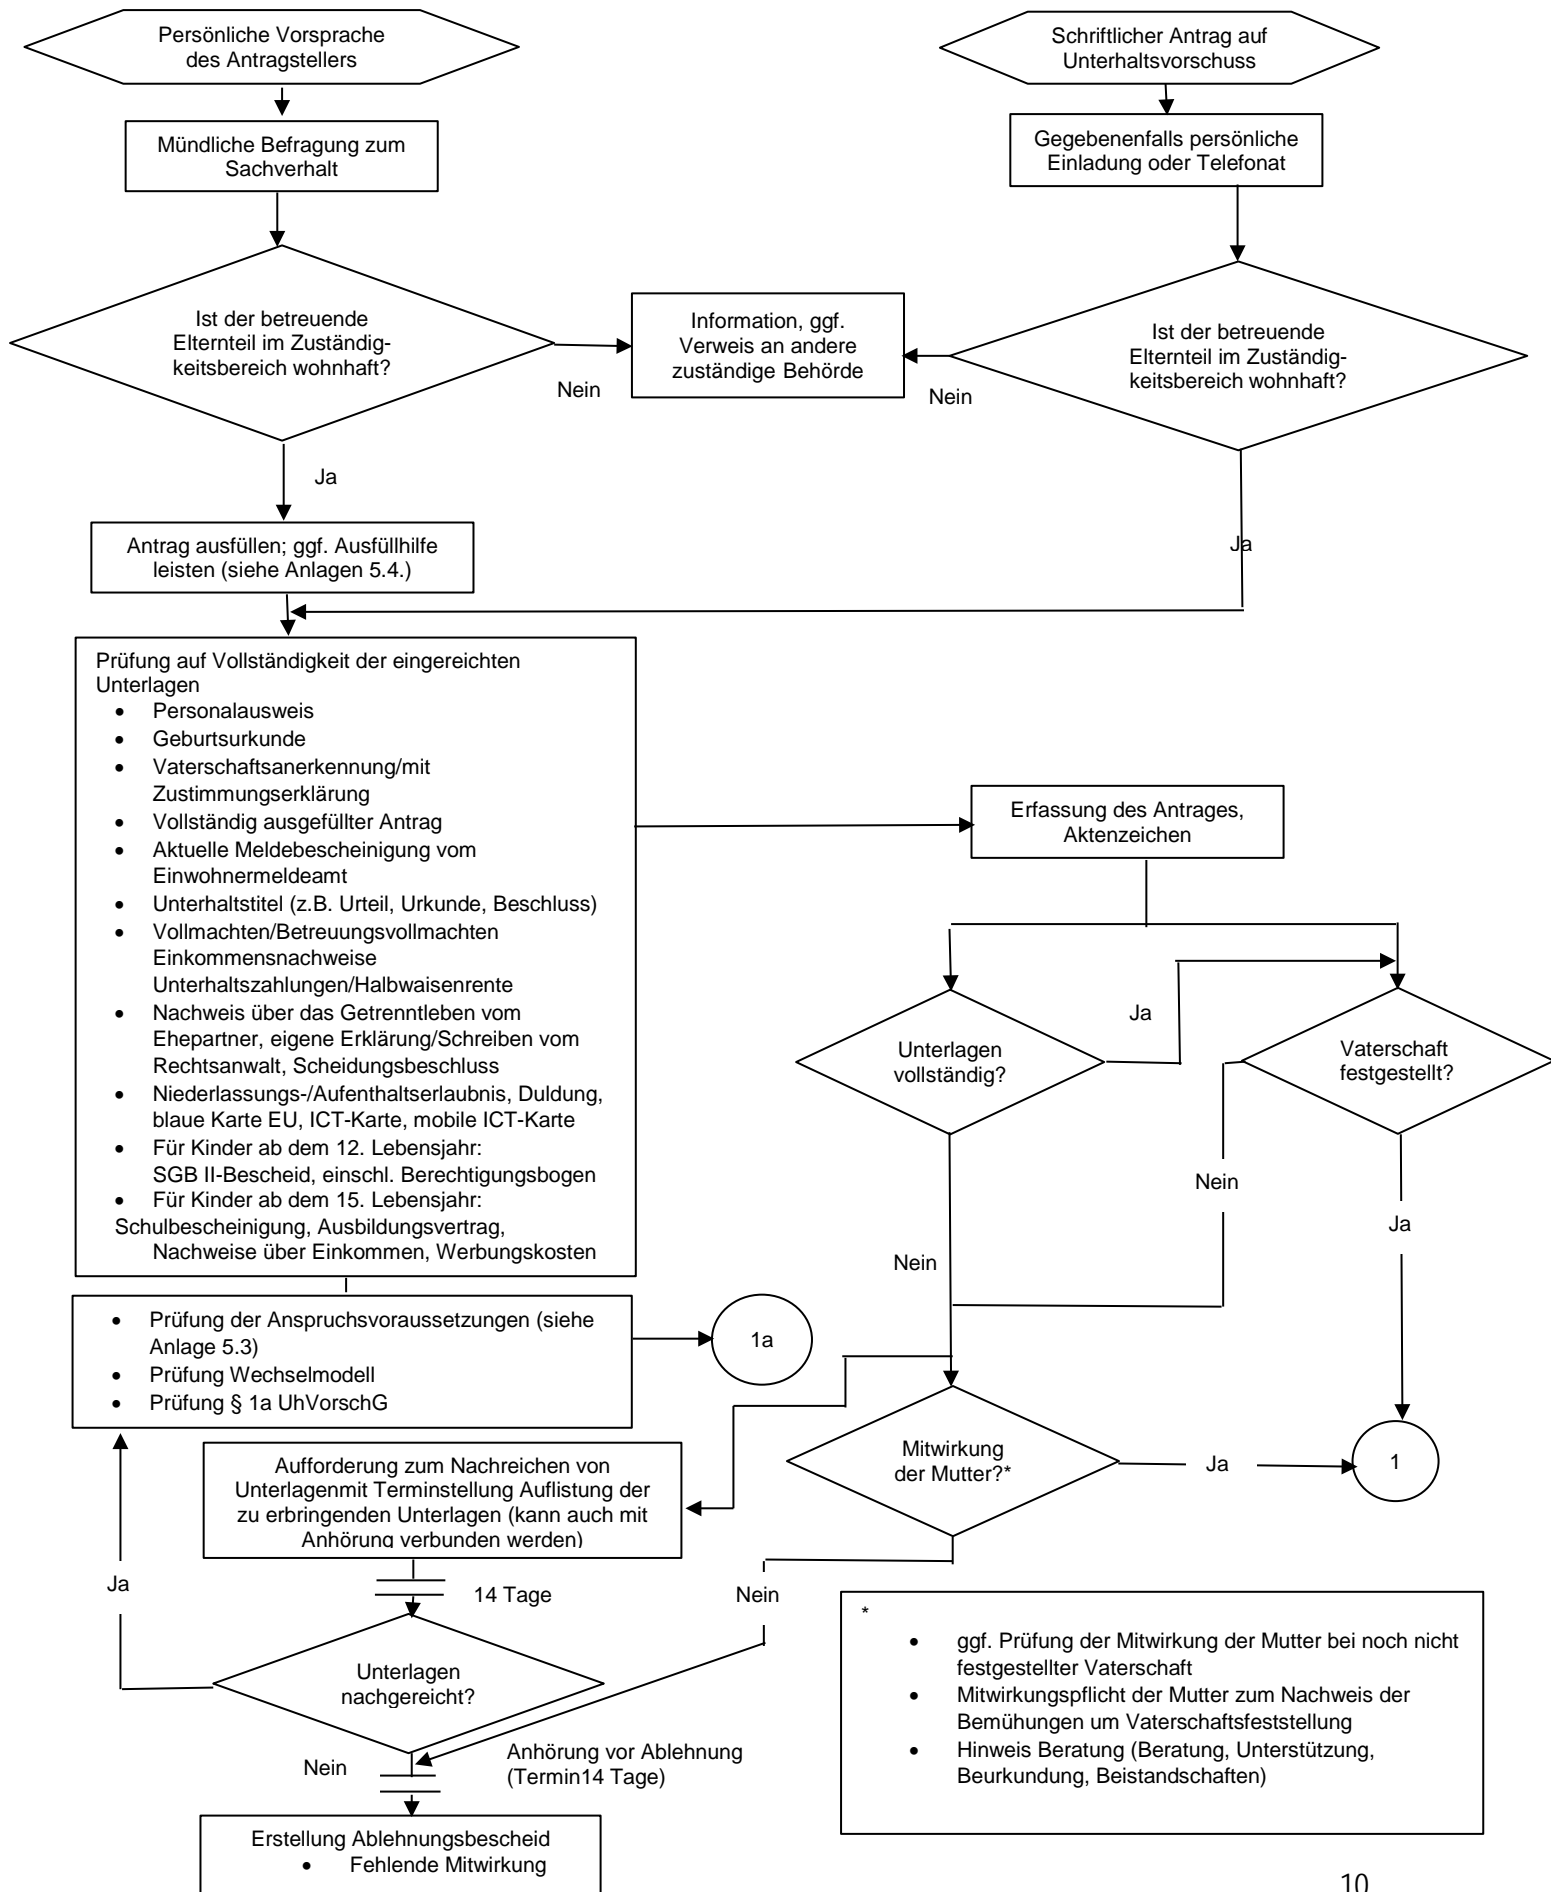 Persönliche Vorsprache
des Antragstellers
Schriftlicher Antrag auf
Unterhaltsvorschuss
Mündliche Befragung zum
Sachverhalt
Gegebenenfalls persönliche
Einladung oder Telefonat
Ist der betreuende
Elternteil im Zuständig-
keitsbereich wohnhaft?
Information, ggf.
Verweis an andere
zuständige Behörde
Ist der betreuende
Elternteil im Zuständig-
keitsbereich wohnhaft?
Nein
Nein
Ja
Ja
Antrag ausfüllen; ggf. Ausfüllhilfe
leisten (siehe Anlagen 5.4.)
Prüfung auf Vollständigkeit der eingereichten
Unterlagen
• Personalausweis
• Geburtsurkunde
• Vaterschaftsanerkennung/mit
Zustimmungserklärung
• Vollständig ausgefüllter Antrag
• Aktuelle Meldebescheinigung vom
Einwohnermeldeamt
• Unterhaltstitel (z.B. Urteil, Urkunde, Beschluss)
• Vollmachten/Betreuungsvollmachten
Einkommensnachweise
Unterhaltszahlungen/Halbwaisenrente
• Nachweis über das Getrenntleben vom
Ehepartner, eigene Erklärung/Schreiben vom
Rechtsanwalt, Scheidungsbeschluss
• Niederlassungs-/Aufenthaltserlaubnis, Duldung,
blaue Karte EU, ICT-Karte, mobile ICT-Karte
• Für Kinder ab dem 12. Lebensjahr:
SGB II-Bescheid, einschl. Berechtigungsbogen
• Für Kinder ab dem 15. Lebensjahr:
Schulbescheinigung, Ausbildungsvertrag,
Nachweise über Einkommen, Werbungskosten
Erfassung des Antrages,
Aktenzeichen
Unterlagen
vollständig?
Ja
Vaterschaft
festgestellt?
Nein
Nein
Ja
• Prüfung der Anspruchsvoraussetzungen (siehe
Anlage 5.3)
• Prüfung Wechselmodell
• Prüfung § 1a UhVorschG
1a
Mitwirkung
der Mutter?*
Ja
1
Aufforderung zum Nachreichen von
Unterlagenmit Terminstellung Auflistung der
zu erbringenden Unterlagen (kann auch mit
Anhörung verbunden werden)
Ja
14 Tage
Nein
Unterlagen
nachgereicht?
Nein
Anhörung vor Ablehnung
(Termin14 Tage)
Erstellung Ablehnungsbescheid
• Fehlende Mitwirkung
*
• ggf. Prüfung der Mitwirkung der Mutter bei noch nicht
festgestellter Vaterschaft
• Mitwirkungspflicht der Mutter zum Nachweis der
Bemühungen um Vaterschaftsfeststellung
• Hinweis Beratung (Beratung, Unterstützung,
Beurkundung, Beistandschaften)
10